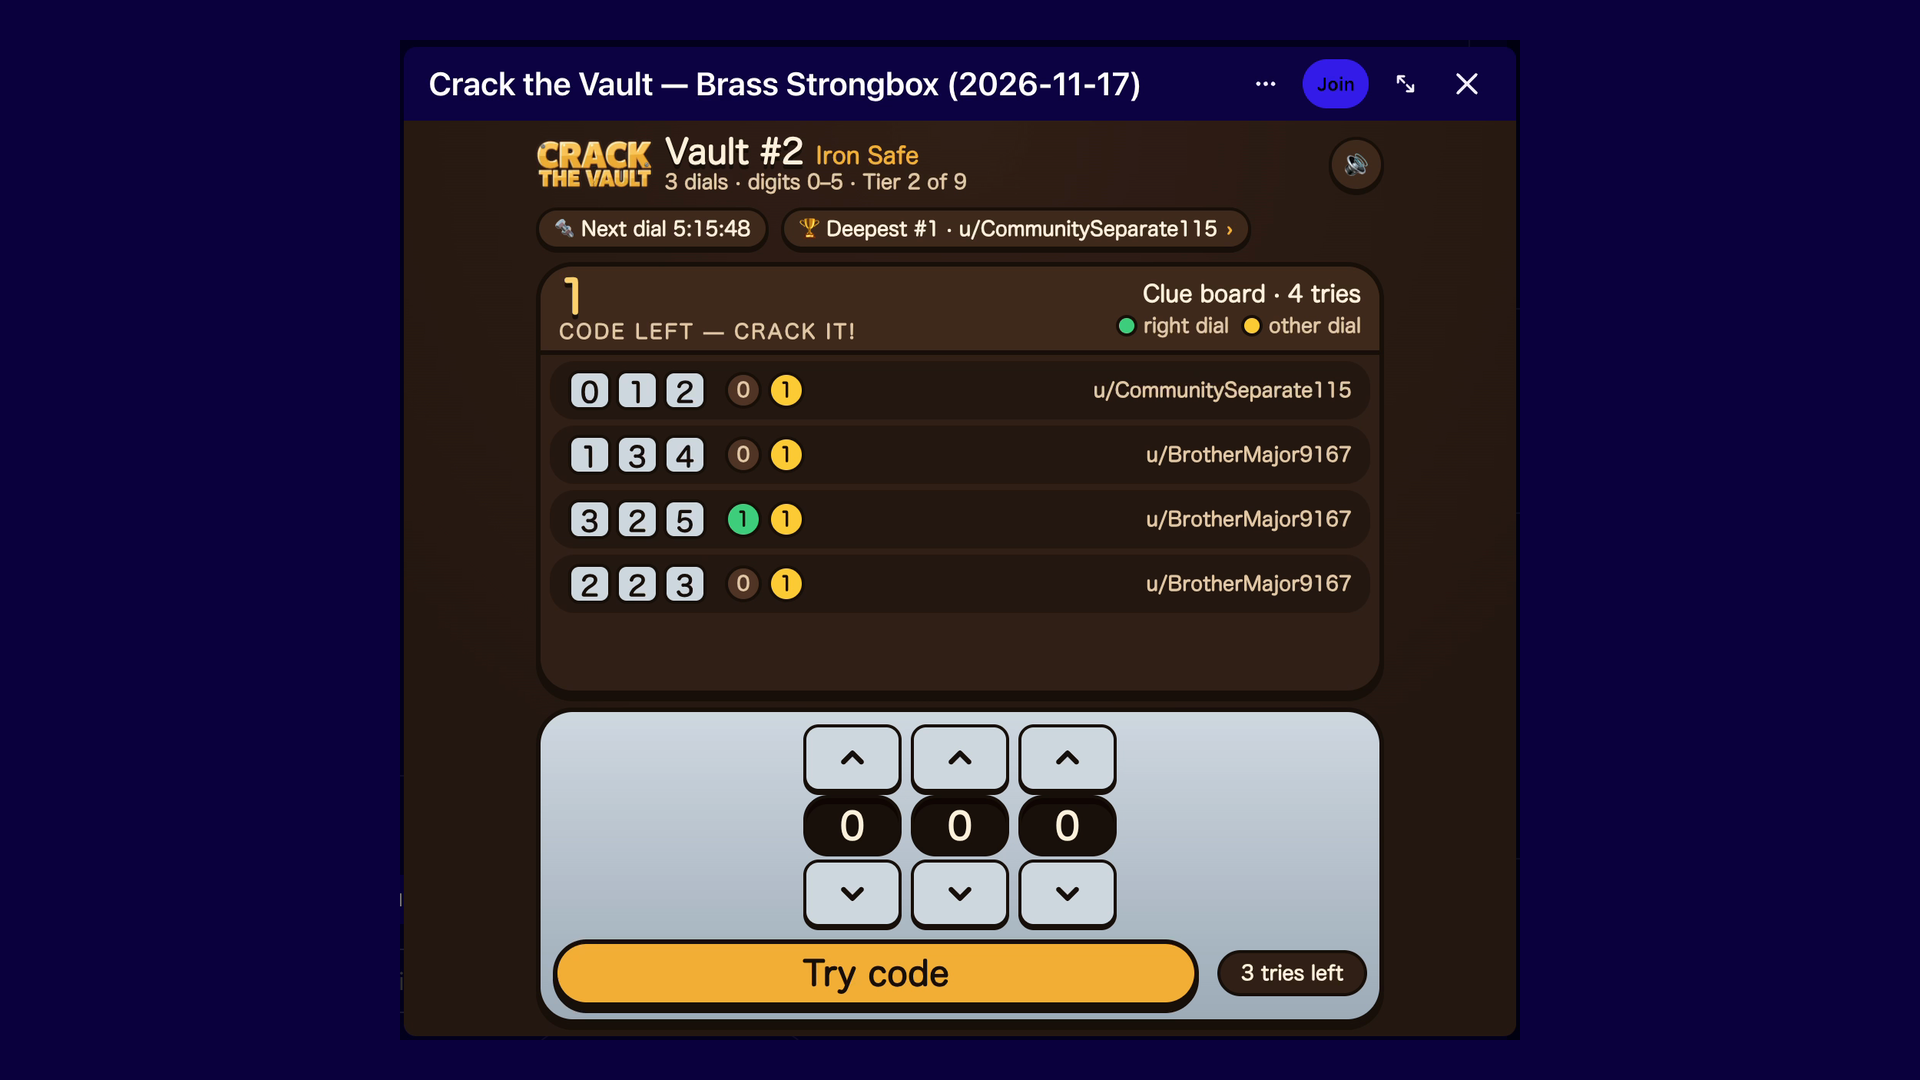 Crack the Vault — Brass Strongbox (2026-11-17)
Join
CRACK THE VAULT
Vault #2 Iron Safe
3 dials · digits 0–5 · Tier 2 of 9
Next dial 5:15:48
Deepest #1 · u/CommunitySeparate115 ›
1
CODE LEFT — CRACK IT!
Clue board · 4 tries
right dial other dial
0 1 2 0 1 u/CommunitySeparate115
1 3 4 0 1 u/BrotherMajor9167
3 2 5 1 1 u/BrotherMajor9167
2 2 3 0 1 u/BrotherMajor9167
0 0 0
Try code
3 tries left